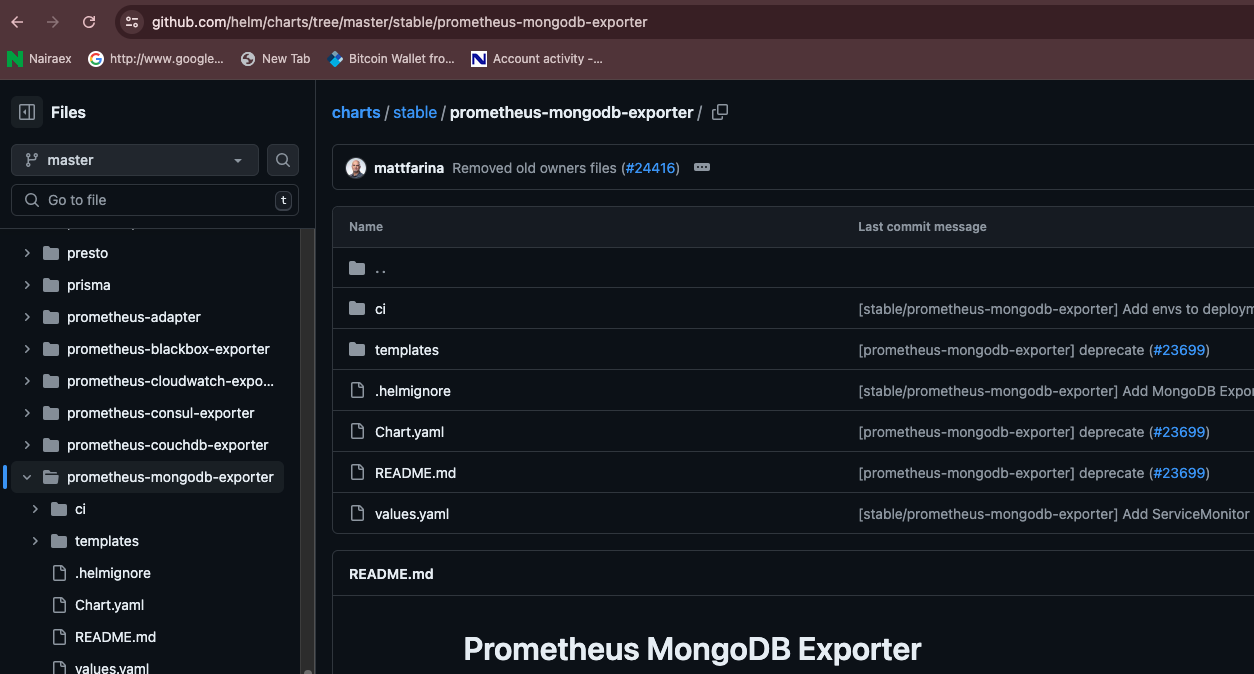 github.com/helm/charts/tree/master/stable/prometheus-mongodb-exporter
Nairaex
http://www.google...
New Tab
Bitcoin Wallet fro...
Account activity -...
Files
master
Go to file
t
presto
prisma
prometheus-adapter
prometheus-blackbox-exporter
prometheus-cloudwatch-expo...
prometheus-consul-exporter
prometheus-couchdb-exporter
prometheus-mongodb-exporter
ci
templates
.helmignore
Chart.yaml
README.md
values.yaml
charts / stable / prometheus-mongodb-exporter /
mattfarina Removed old owners files (#24416)
Name Last commit message
..
ci [stable/prometheus-mongodb-exporter] Add envs to deploym
templates [prometheus-mongodb-exporter] deprecate (#23699)
.helmignore [stable/prometheus-mongodb-exporter] Add MongoDB Expor
Chart.yaml [prometheus-mongodb-exporter] deprecate (#23699)
README.md [prometheus-mongodb-exporter] deprecate (#23699)
values.yaml [stable/prometheus-mongodb-exporter] Add ServiceMonitor
README.md
Prometheus MongoDB Exporter